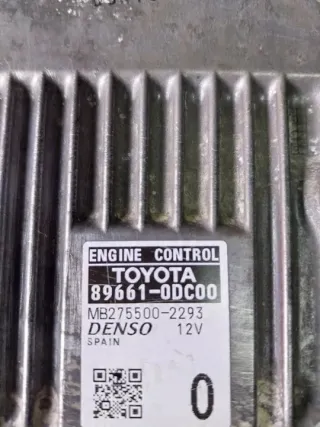 ENGINE CONTROL
TOYOTA
89661-0DC00
MB275500-2293
DENSO 12V
SPAIN
0